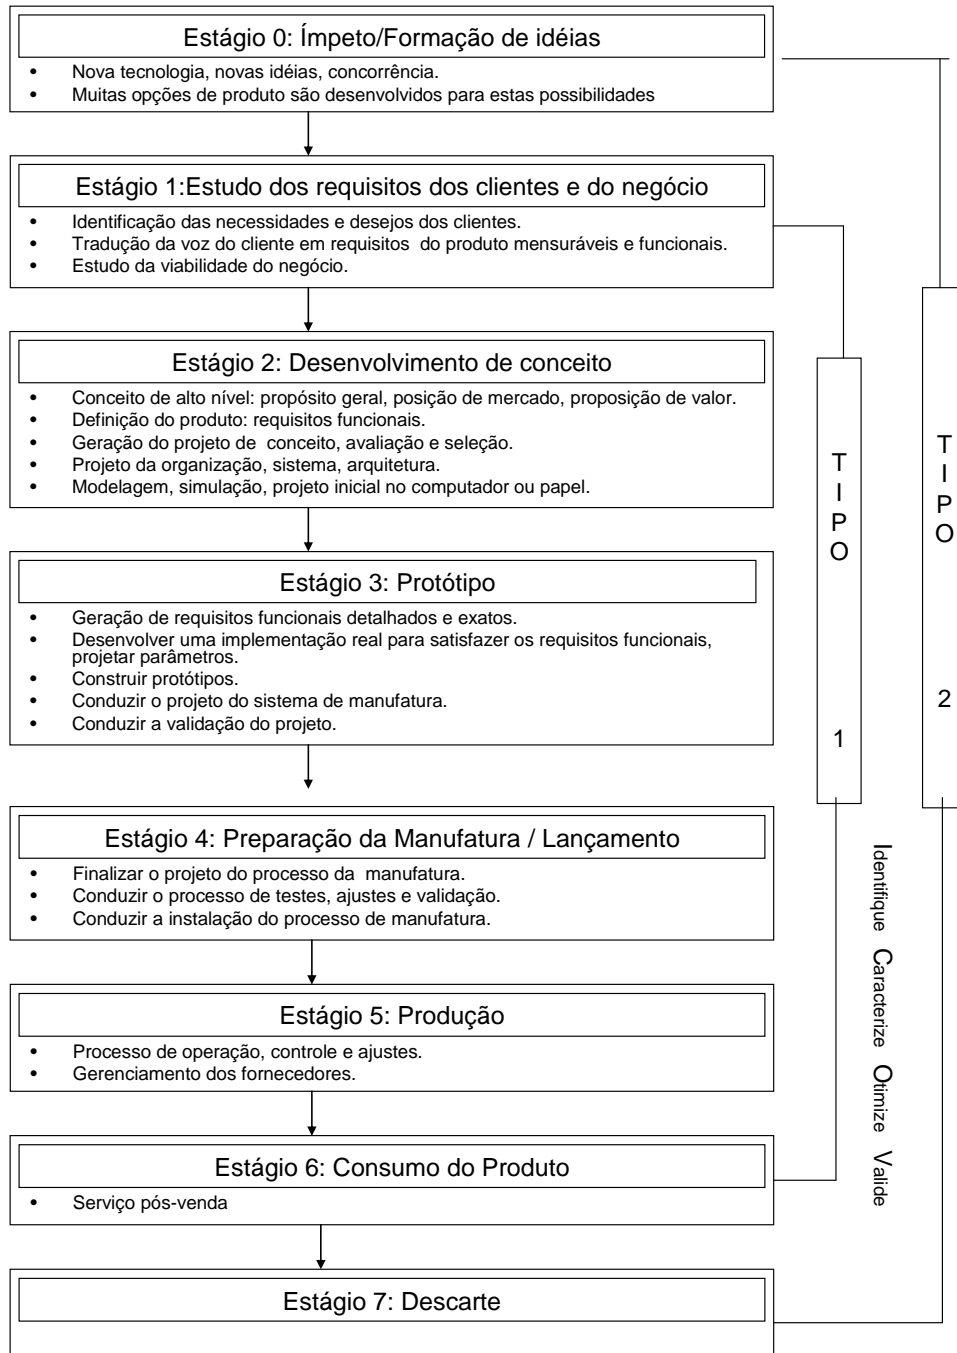 Estágio 0: Ímpeto/Formação de idéias
• Nova tecnologia, novas idéias, concorrência.
• Muitas opções de produto são desenvolvidos para estas possibilidades
Estágio 1:Estudo dos requisitos dos clientes e do negócio
• Identificação das necessidades e desejos dos clientes.
• Tradução da voz do cliente em requisitos do produto mensuráveis e funcionais.
• Estudo da viabilidade do negócio.
Estágio 2: Desenvolvimento de conceito
• Conceito de alto nível: propósito geral, posição de mercado, proposição de valor.
• Definição do produto: requisitos funcionais.
• Geração do projeto de conceito, avaliação e seleção.
• Projeto da organização, sistema, arquitetura.
• Modelagem, simulação, projeto inicial no computador ou papel.
Estágio 3: Protótipo
• Geração de requisitos funcionais detalhados e exatos.
• Desenvolver uma implementação real para satisfazer os requisitos funcionais,
projetar parâmetros.
• Construir protótipos.
• Conduzir o projeto do sistema de manufatura.
• Conduzir a validação do projeto.
Estágio 4: Preparação da Manufatura / Lançamento
• Finalizar o projeto do processo da manufatura.
• Conduzir o processo de testes, ajustes e validação.
• Conduzir a instalação do processo de manufatura.
Estágio 5: Produção
• Processo de operação, controle e ajustes.
• Gerenciamento dos fornecedores.
Estágio 6: Consumo do Produto
• Serviço pós-venda
Estágio 7: Descarte
TIPO 1
Identifique Caracterize Otimize Valide
TIPO 2